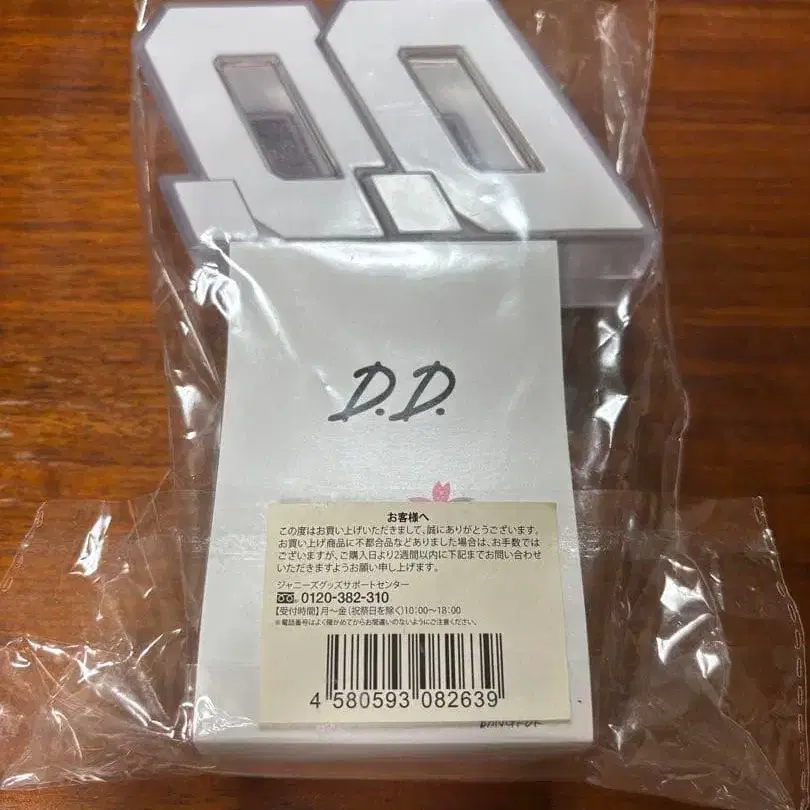 D.D.
お客様へ
この度はお買い上げいただきまして、誠にありがとうございます。
お買い上げ商品に不都合品などありました場合は、お手数では
ございますが、ご購入日より2週間以内に下記までお問い合わせ
いただきますようお願い申し上げます。
ジャニーズグッズサポートセンター
0120-382-310
【受付時間】月〜金(祝祭日を除く)10:00〜18:00
※電話番号はよく確かめてからお間違いのないようにご注意ください。
4 580593 082639